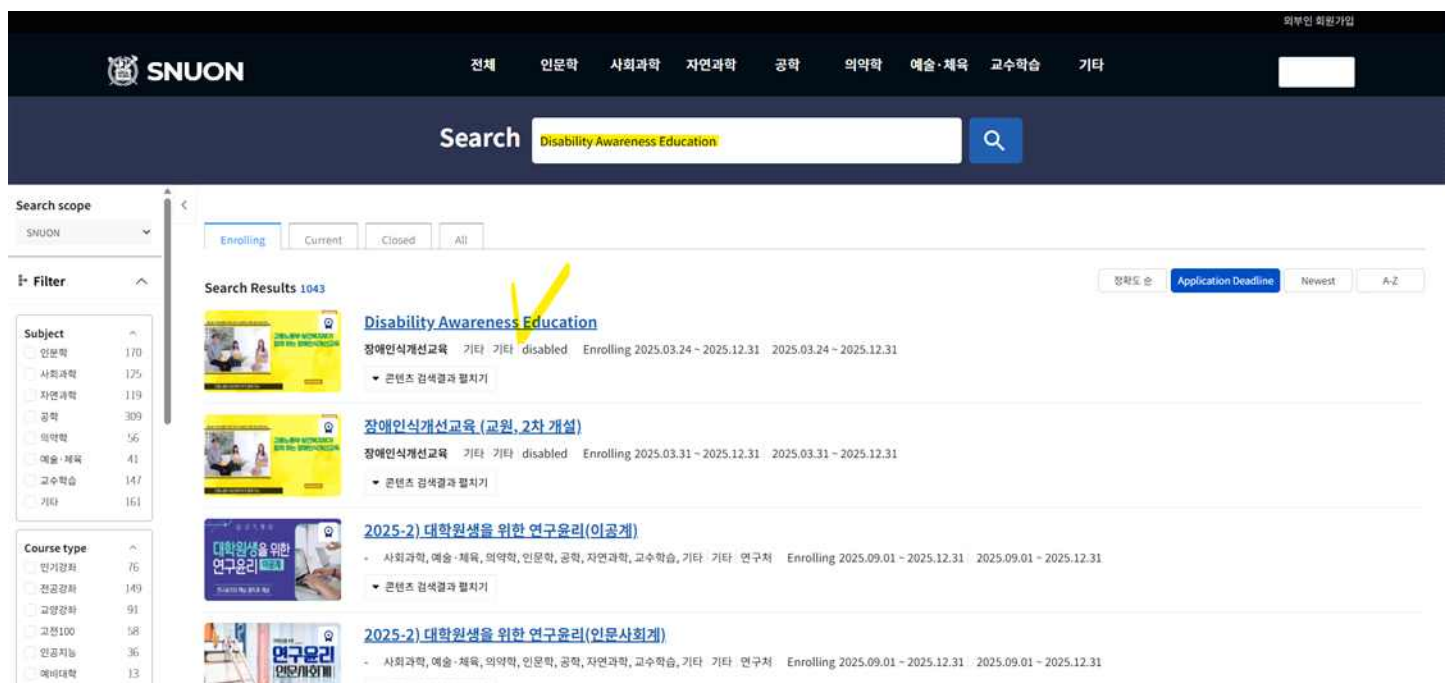 외부인 회원가입
SNUON
전체 인문학 사회과학 자연과학 공학 의약학 예술·체육 교수학습 기타
Search Disability Awareness Education
Search scope
SNUON
Enrolling Current Closed All
Filter
Search Results 1043
정확도 순 Application Deadline Newest A-Z
Subject
인문학 170
사회과학 125
자연과학 119
공학 309
의약학 56
예술·체육 41
교수학습 147
기타 161
Course type
인기강좌 76
전공강좌 149
교양강좌 91
고전100 58
인공지능 36
예비대학 13
Disability Awareness Education
장애인식개선교육 기타 기타 disabled Enrolling 2025.03.24 ~ 2025.12.31 2025.03.24 ~ 2025.12.31
콘텐츠 검색결과 펼치기
장애인식개선교육 (교원, 2차 개설)
장애인식개선교육 기타 기타 disabled Enrolling 2025.03.31 ~ 2025.12.31 2025.03.31 ~ 2025.12.31
콘텐츠 검색결과 펼치기
대학원생을 위한
연구윤리 이공계
2025-2) 대학원생을 위한 연구윤리(이공계)
- 사회과학, 예술·체육, 의약학, 인문학, 공학, 자연과학, 교수학습, 기타 기타 연구처 Enrolling 2025.09.01 ~ 2025.12.31 2025.09.01 ~ 2025.12.31
콘텐츠 검색결과 펼치기
연구윤리
인문사회계
2025-2) 대학원생을 위한 연구윤리(인문사회계)
- 사회과학, 예술·체육, 의약학, 인문학, 공학, 자연과학, 교수학습, 기타 기타 연구처 Enrolling 2025.09.01 ~ 2025.12.31 2025.09.01 ~ 2025.12.31